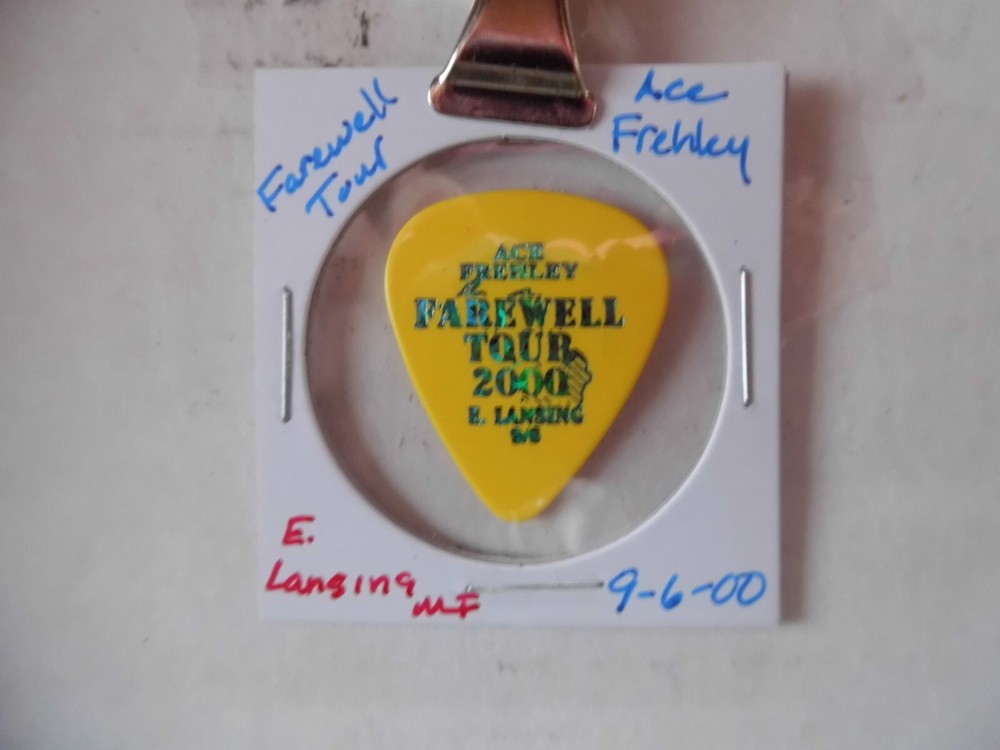 Farewell
Tour
Ace
Frehley
ACE
FREHLEY
FAREWELL
TOUR
2000
E. LANSING
9/6
E.
Lansing
MI
9-6-00